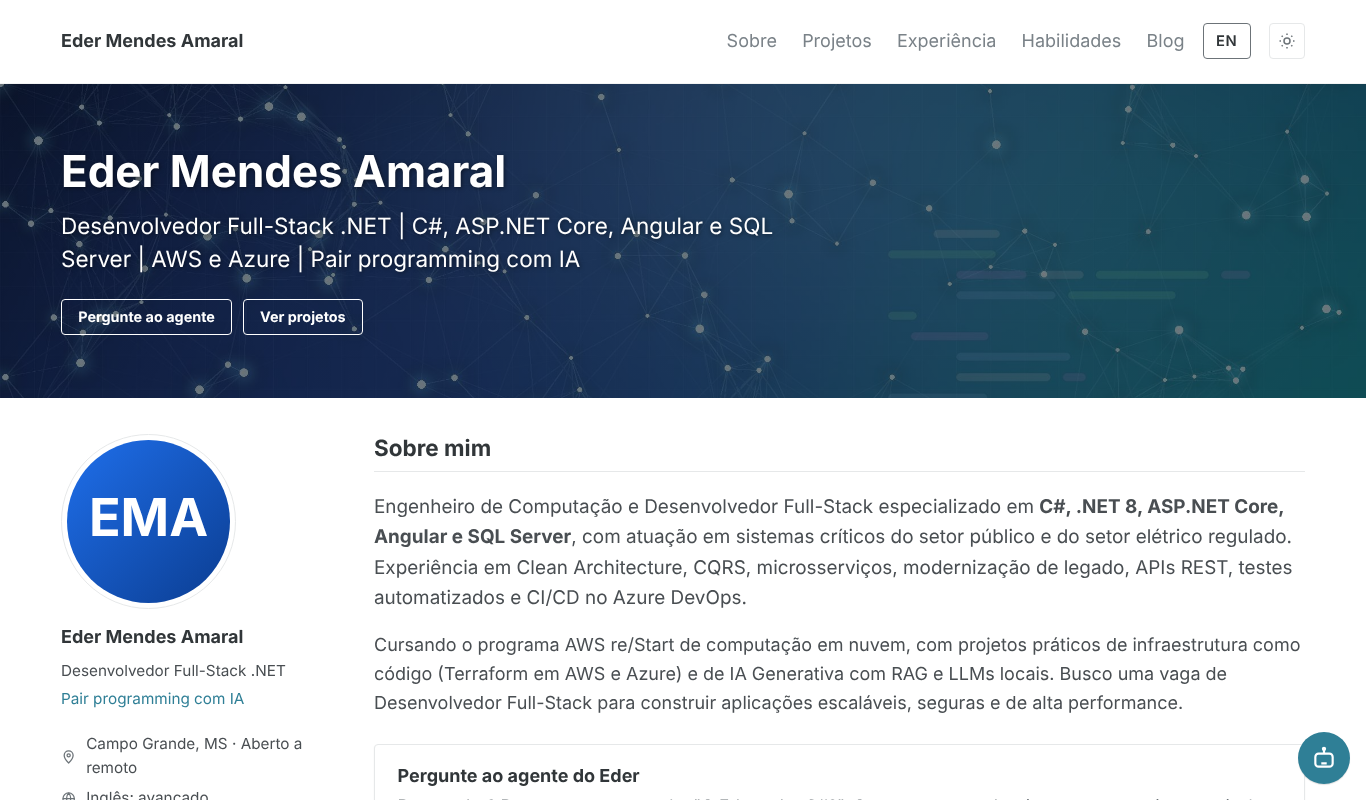 Eder Mendes Amaral
Sobre Projetos Experiência Habilidades Blog EN
Eder Mendes Amaral
Desenvolvedor Full-Stack .NET | C#, ASP.NET Core, Angular e SQL
Server | AWS e Azure | Pair programming com IA
Pergunte ao agente Ver projetos
EMA
Eder Mendes Amaral
Desenvolvedor Full-Stack .NET
Pair programming com IA
Campo Grande, MS · Aberto a
remoto
Inglês: avançado
Sobre mim
Engenheiro de Computação e Desenvolvedor Full-Stack especializado em C#, .NET 8, ASP.NET Core,
Angular e SQL Server, com atuação em sistemas críticos do setor público e do setor elétrico regulado.
Experiência em Clean Architecture, CQRS, microsserviços, modernização de legado, APIs REST, testes
automatizados e CI/CD no Azure DevOps.
Cursando o programa AWS re/Start de computação em nuvem, com projetos práticos de infraestrutura como
código (Terraform em AWS e Azure) e de IA Generativa com RAG e LLMs locais. Busco uma vaga de
Desenvolvedor Full-Stack para construir aplicações escaláveis, seguras e de alta performance.
Pergunte ao agente do Eder